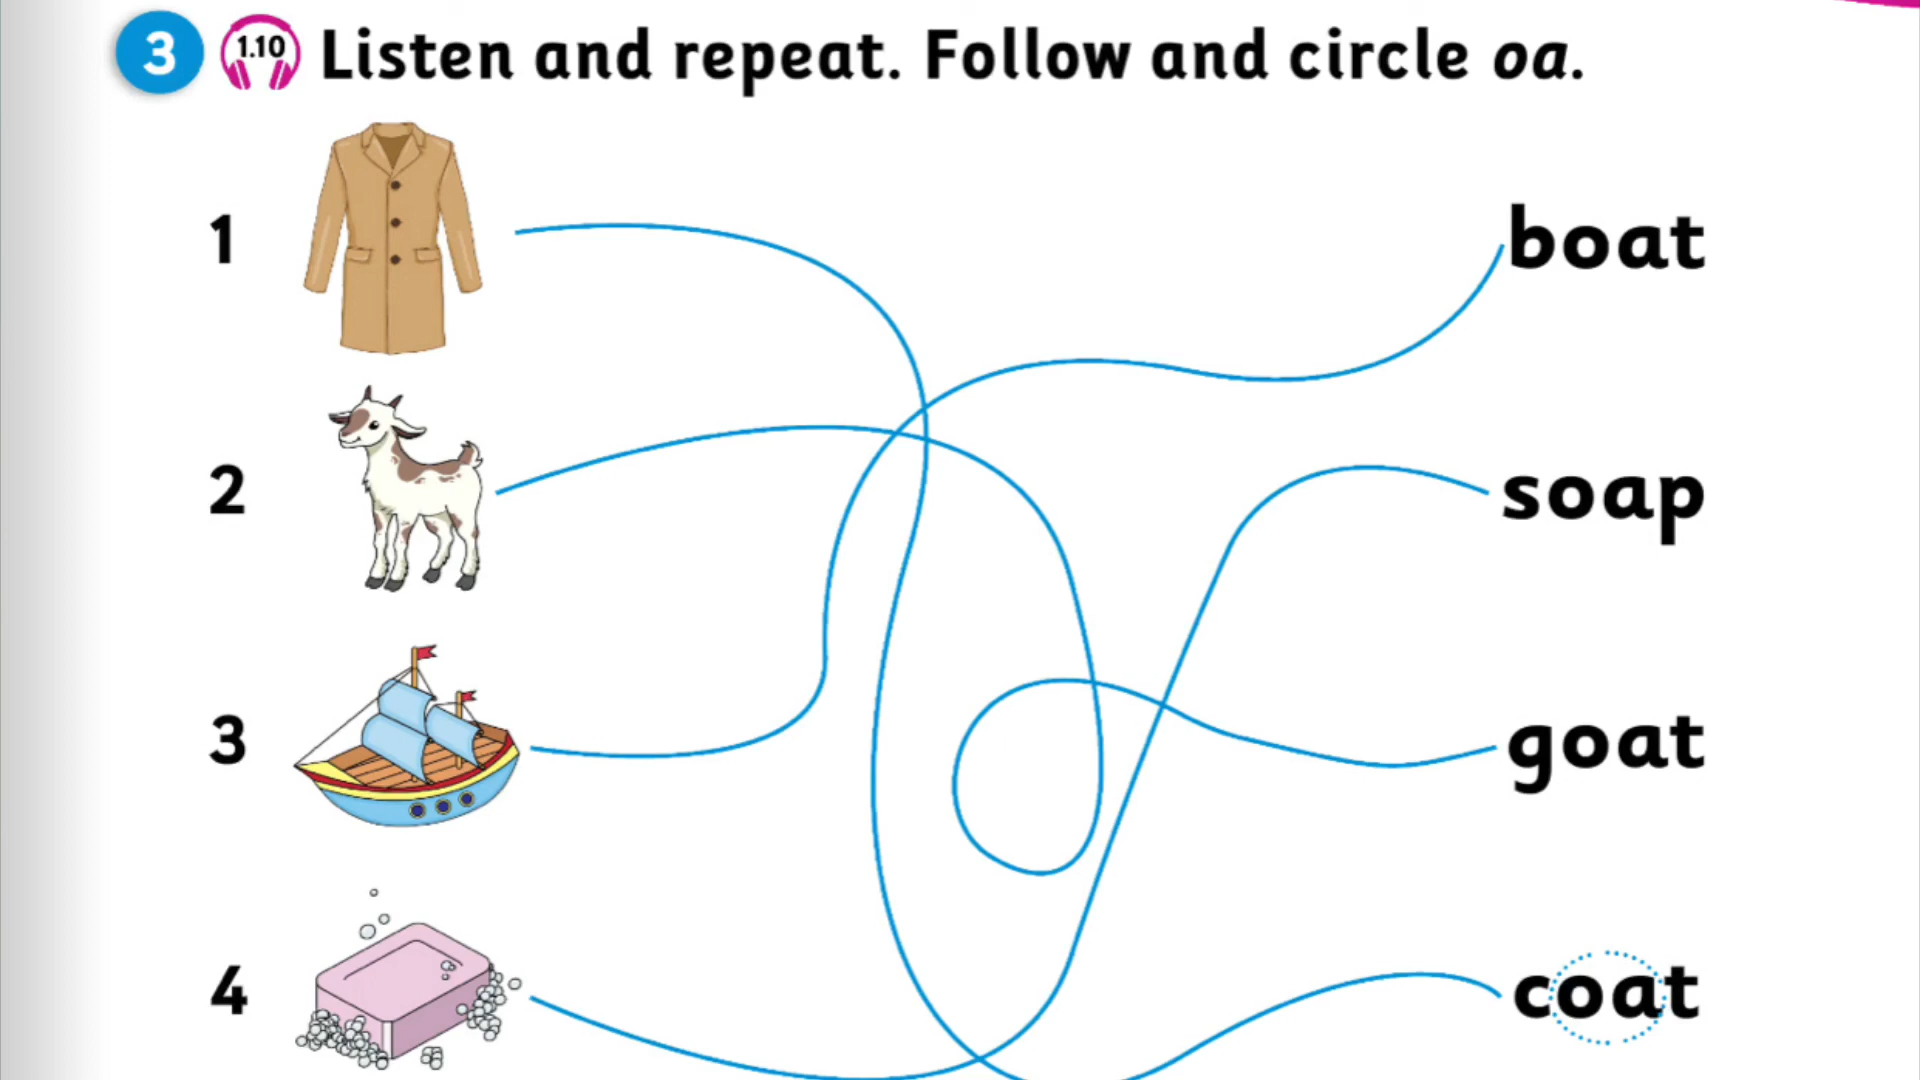 3 1.10 Listen and repeat. Follow and circle oa.
1 boat
2 soap
3 goat
4 coat